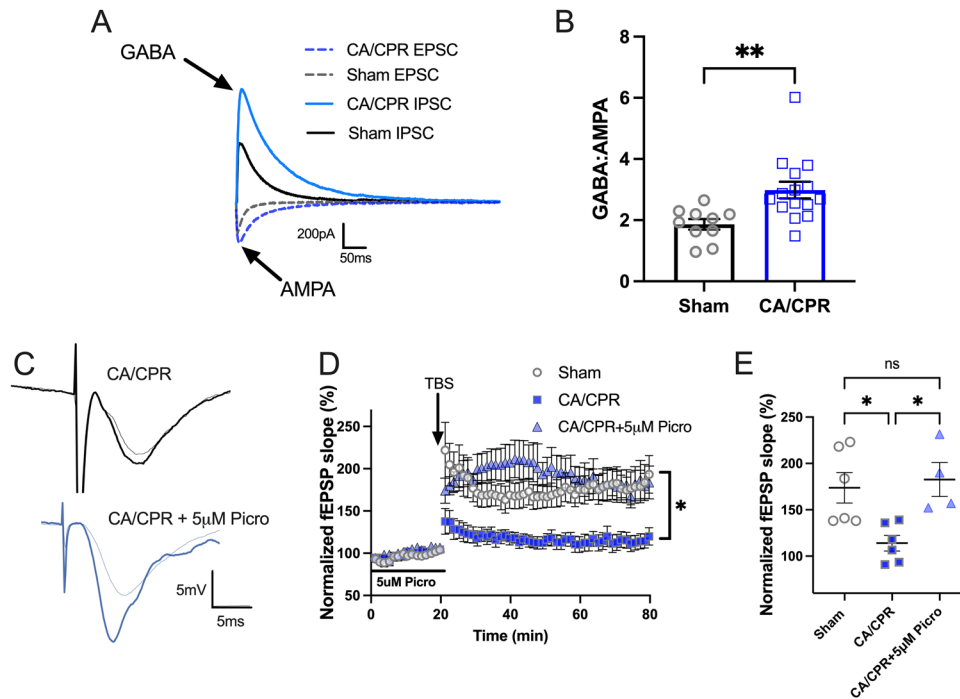 A
GABA
CA/CPR EPSC
Sham EPSC
CA/CPR IPSC
Sham IPSC
200pA
50ms
AMPA
B
GABA:AMPA
8
6
4
2
0
**
Sham
CA/CPR
C
CA/CPR
CA/CPR + 5μM Picro
5mV
5ms
D
TBS
Sham
CA/CPR
CA/CPR+5μM Picro
Normalized fEPSP slope (%)
250
200
150
100
50
*
5uM Picro
0
20
40
60
80
Time (min)
E
ns
*
*
Normalized fEPSP slope (%)
250
200
150
100
Sham
CA/CPR
CA/CPR+5μM Picro